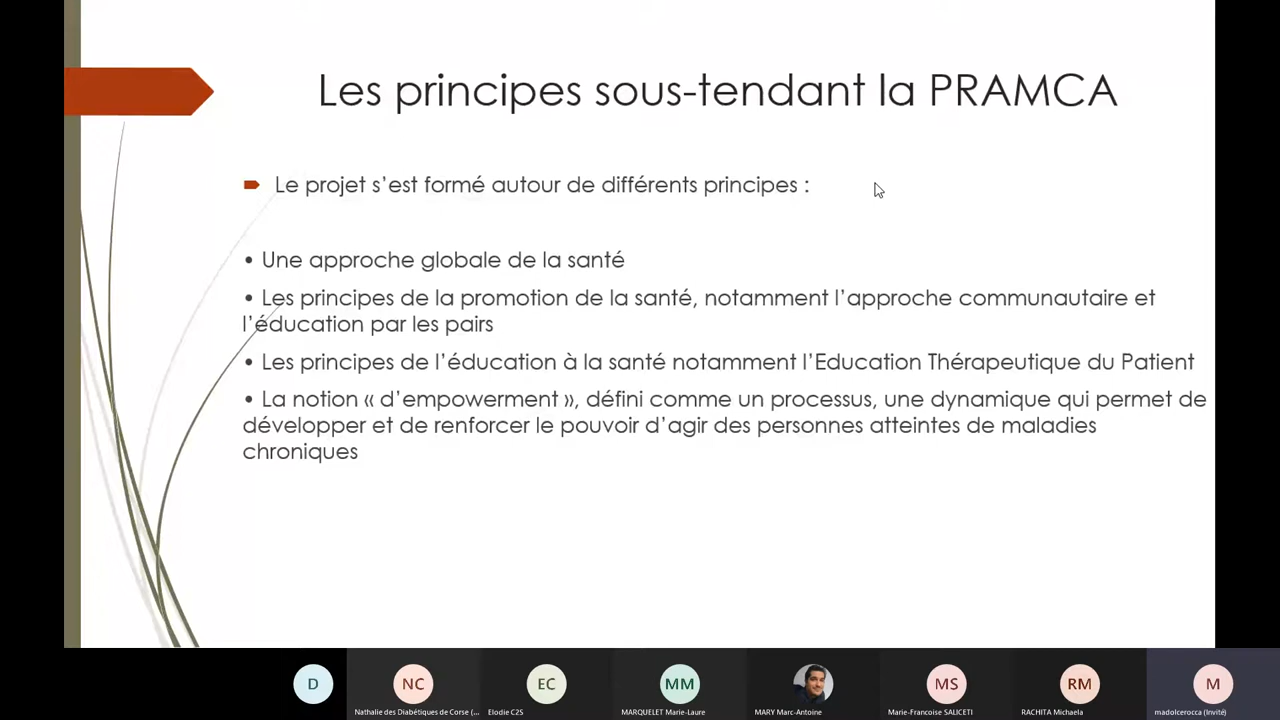 Les principes sous-tendant la PRAMCA
Le projet s’est formé autour de différents principes :
• Une approche globale de la santé
• Les principes de la promotion de la santé, notamment l’approche communautaire et
l’éducation par les pairs
• Les principes de l’éducation à la santé notamment l’Education Thérapeutique du Patient
• La notion « d’empowerment », défini comme un processus, une dynamique qui permet de
développer et de renforcer le pouvoir d’agir des personnes atteintes de maladies
chroniques
D NC EC MM MS RM M
Nathalie des Diabétiques de Corse (... Elodie C2S MARQUELET Marie-Laure MARY Marc-Antoine Marie-Francoise SALICETI RACHITA Michaela madolcerocca (Invité)